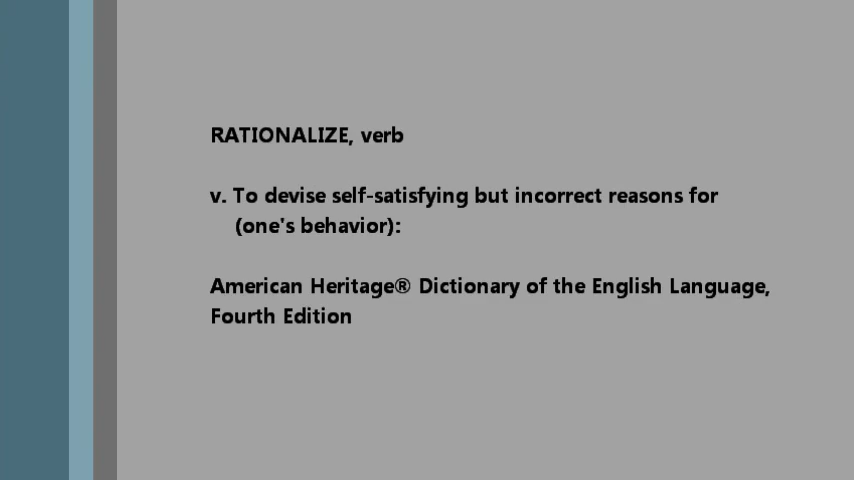 RATIONALIZE, verb
v. To devise self-satisfying but incorrect reasons for
(one's behavior):
American Heritage® Dictionary of the English Language,
Fourth Edition